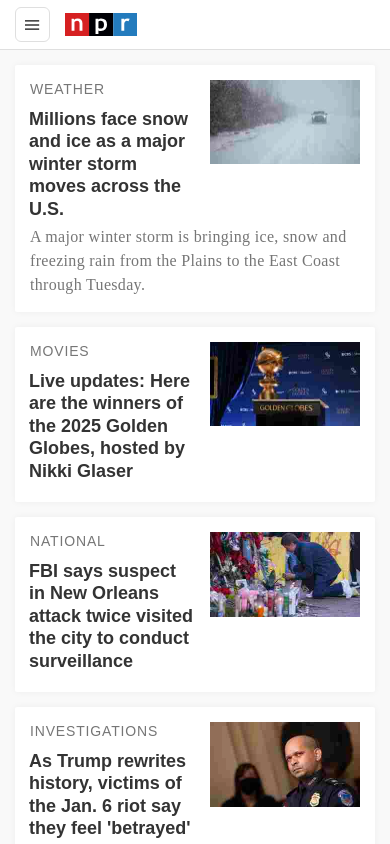 npr
WEATHER
Millions face snow
and ice as a major
winter storm
moves across the
U.S.
A major winter storm is bringing ice, snow and
freezing rain from the Plains to the East Coast
through Tuesday.
MOVIES
Live updates: Here
are the winners of
the 2025 Golden
Globes, hosted by
Nikki Glaser
GOLDEN GLOBES
NATIONAL
FBI says suspect
in New Orleans
attack twice visited
the city to conduct
surveillance
INVESTIGATIONS
As Trump rewrites
history, victims of
the Jan. 6 riot say
they feel 'betrayed'